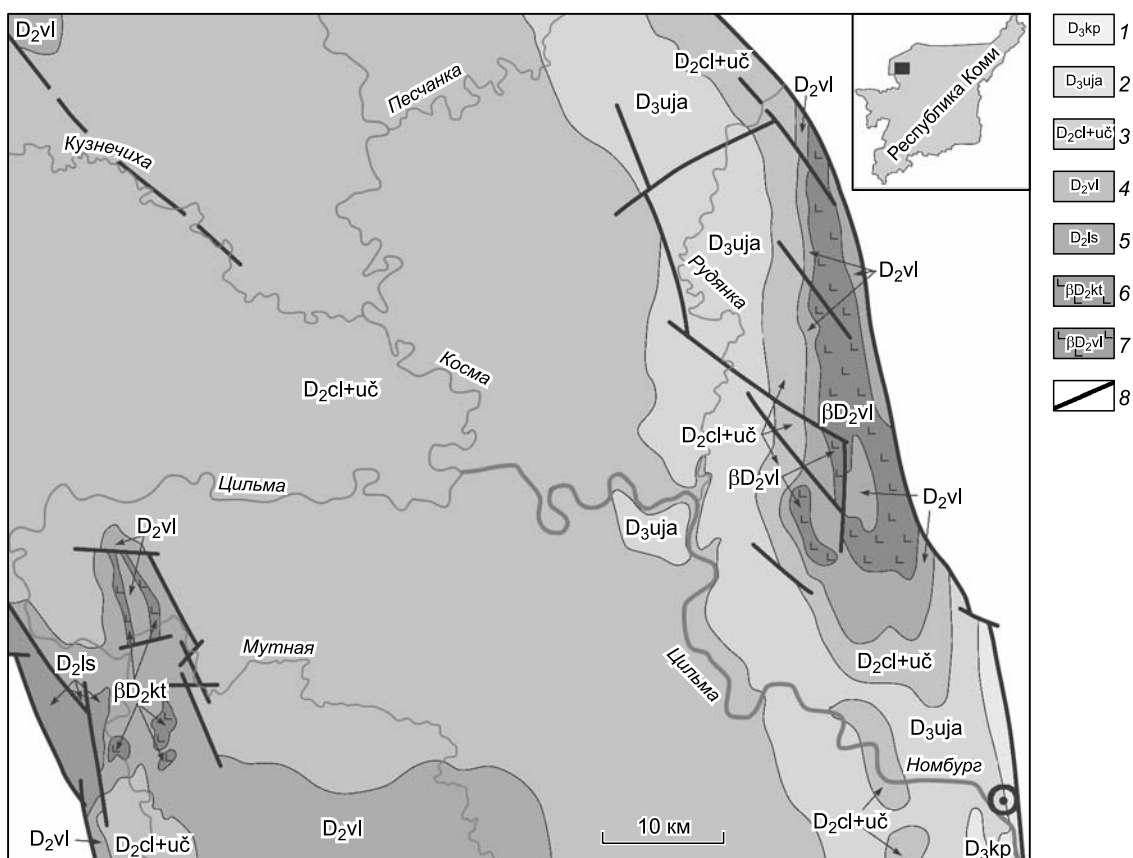 D₂vl
Песчанка
D₂cl+uč
D₂vl
D₃uja
Республика Коми
Кузнечиха
D₃uja
Рудянка
D₂vl
Косма
D₂cl+uč
βD₂vl
D₂cl+uč
βD₂vl
D₂vl
Цильма
D₃uja
D₂vl
Мутная
D₂ls
βD₂kt
Цильма
D₂cl+uč
D₃uja
Номбург
10 км
D₂cl+uč
D₂vl
D₂cl+uč
D₂vl
D₃kp
D₃kp 1
D₃uja 2
D₂cl+uč 3
D₂vl 4
D₂ls 5
βD₂kt 6
βD₂vl 7
8